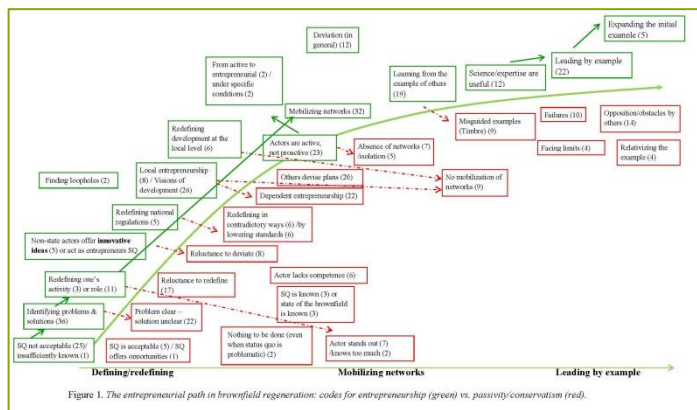 Expanding the initial
example (5)
Deviation (in
general) (12)
Leading by example
(22)
From active to
entrepreneurial (2) /
under specific
conditions (2)
Learning from the
example of others
(19)
Science/expertise are
useful (12)
Mobilizing networks (32)
Misguided examples
(Timbre) (9)
Failures (10)
Opposition/obstacles by
others (14)
Redefining
development at the
local level (6)
Actors are active,
not proactive (23)
Absence of networks (7)
/isolation (5)
Facing limits (4)
Relativizing the
example (4)
Finding loopholes (2)
Local entrepreneurship
(8) / Visions of
development (26)
Others devise plans (20)
Dependent entrepreneurship (22)
No mobilization of
networks (9)
Redefining national
regulations (5)
Redefining in
contradictory ways (6) /by
lowering standards (6)
Non-state actors offer innovative
ideas (5) or act as entrepreneurs SQ
Reluctance to deviate (8)
Redefining one's
activity (3) or role (11)
Reluctance to redefine
(17)
Actor lacks competence (6)
SQ is known (3) or
state of the
brownfield is
known (3)
Identifying problems &
solutions (36)
Problem clear –
solution unclear (22)
SQ not acceptable (25)/
insufficiently known (1)
SQ is acceptable (5) / SQ
offers opportunities (1)
Nothing to be done (even
when status quo is
problematic) (2)
Actor stands out (7)
/knows too much (2)
Defining/redefining
Mobilizing networks
Leading by example
Figure 1. The entrepreneurial path in brownfield regeneration: codes for entrepreneurship (green) vs. passivity/conservatism (red).